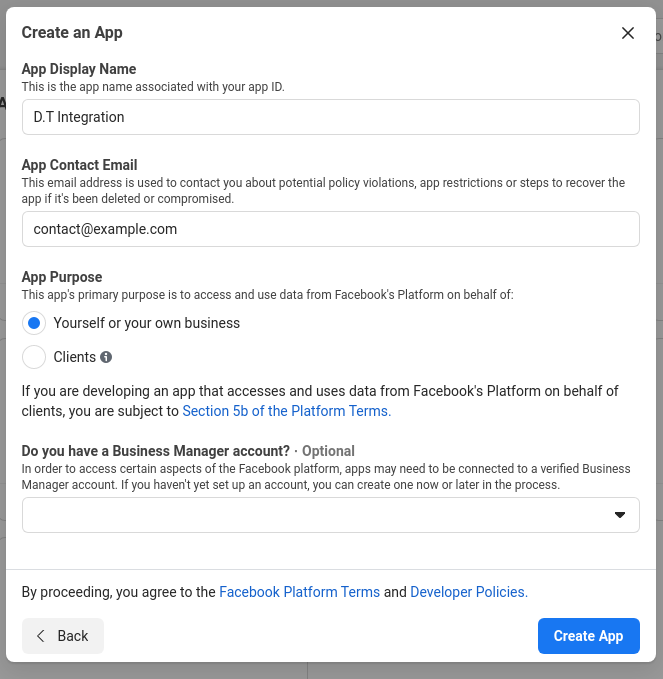 Create an App
App Display Name
This is the app name associated with your app ID.
D.T Integration
App Contact Email
This email address is used to contact you about potential policy violations, app restrictions or steps to recover the
app if it's been deleted or compromised.
contact@example.com
App Purpose
This app's primary purpose is to access and use data from Facebook's Platform on behalf of:
Yourself or your own business
Clients
If you are developing an app that accesses and uses data from Facebook's Platform on behalf of
clients, you are subject to Section 5b of the Platform Terms.
Do you have a Business Manager account? · Optional
In order to access certain aspects of the Facebook platform, apps may need to be connected to a verified Business
Manager account. If you haven't yet set up an account, you can create one now or later in the process.
By proceeding, you agree to the Facebook Platform Terms and Developer Policies.
Back
Create App